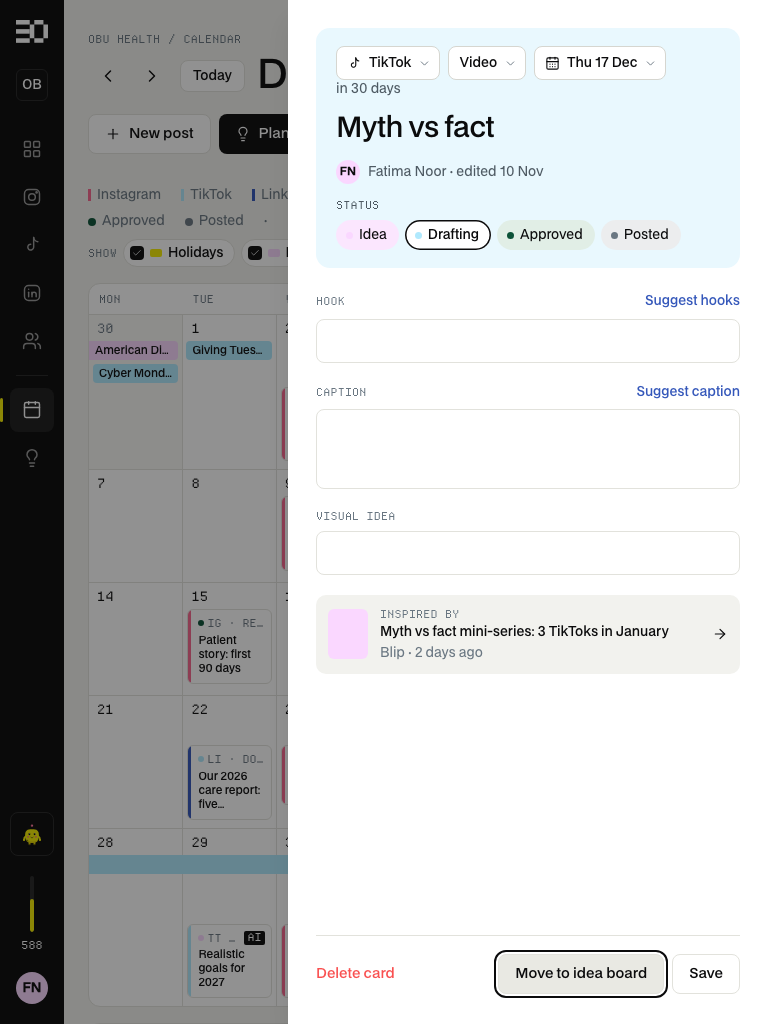 OBU HEALTH / CALENDAR
OB
Today
D
New post
Plan
Instagram
TikTok
Link
Approved
Posted
·
SHOW
Holidays
MON
TUE
30
1
American Di…
Giving Tues…
Cyber Mond…
7
8
14
15
IG · RE…
Patient
story: first
90 days
21
22
LI · DO…
Our 2026
care report:
five…
28
29
TT …
AI
Realistic
goals for
2027
588
FN
TikTok
Video
Thu 17 Dec
in 30 days
Myth vs fact
FN
Fatima Noor · edited 10 Nov
STATUS
Idea
Drafting
Approved
Posted
HOOK
Suggest hooks
CAPTION
Suggest caption
VISUAL IDEA
INSPIRED BY
Myth vs fact mini-series: 3 TikToks in January
Blip · 2 days ago
Delete card
Move to idea board
Save